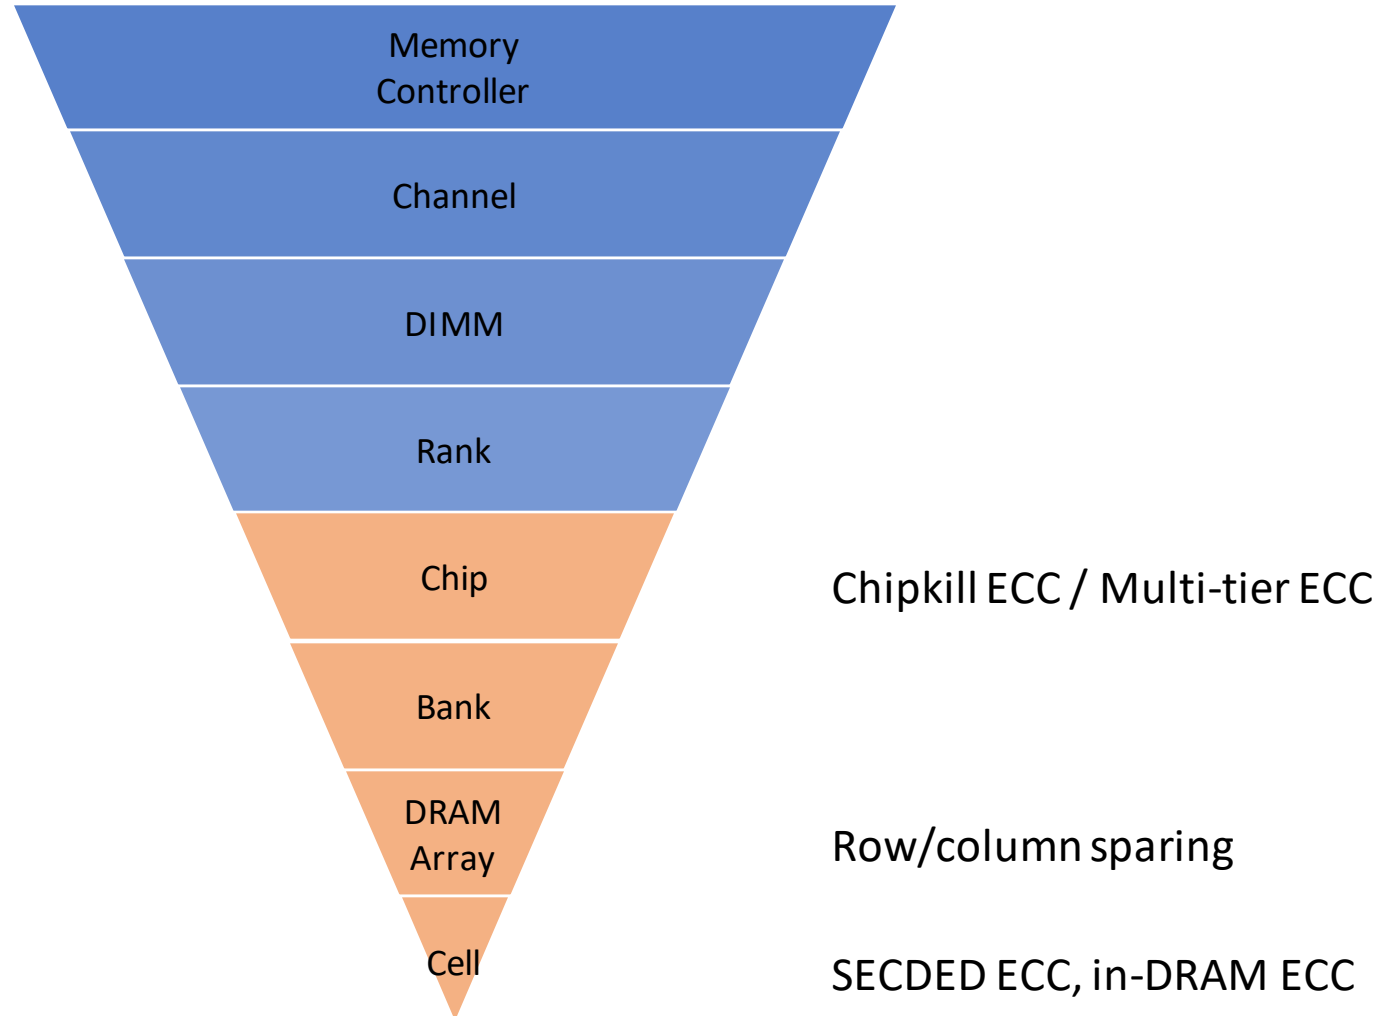 Memory
Controller
Channel
DIMM
Rank
Chip
Chipkill ECC / Multi-tier ECC
Bank
DRAM
Array
Row/column sparing
Cell
SECDED ECC, in-DRAM ECC